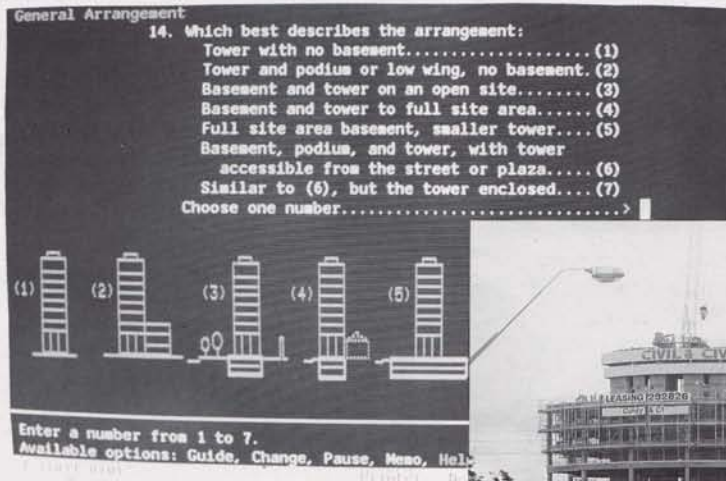 General Arrangement
14. Which best describes the arrangement:
Tower with no basement....................(1)
Tower and podium or low wing, no basement.(2)
Basement and tower on an open site........(3)
Basement and tower to full site area......(4)
Full site area basement, smaller tower....(5)
Basement, podium, and tower, with tower
accessible from the street or plaza.....(6)
Similar to (6), but the tower enclosed....(7)
Choose one number.............................>
(1) (2) (3) (4) (5)
CIVIL & CIV
LEASING 292826
Enter a number from 1 to 7.
Available options: Guide, Change, Pause, Memo, Hel